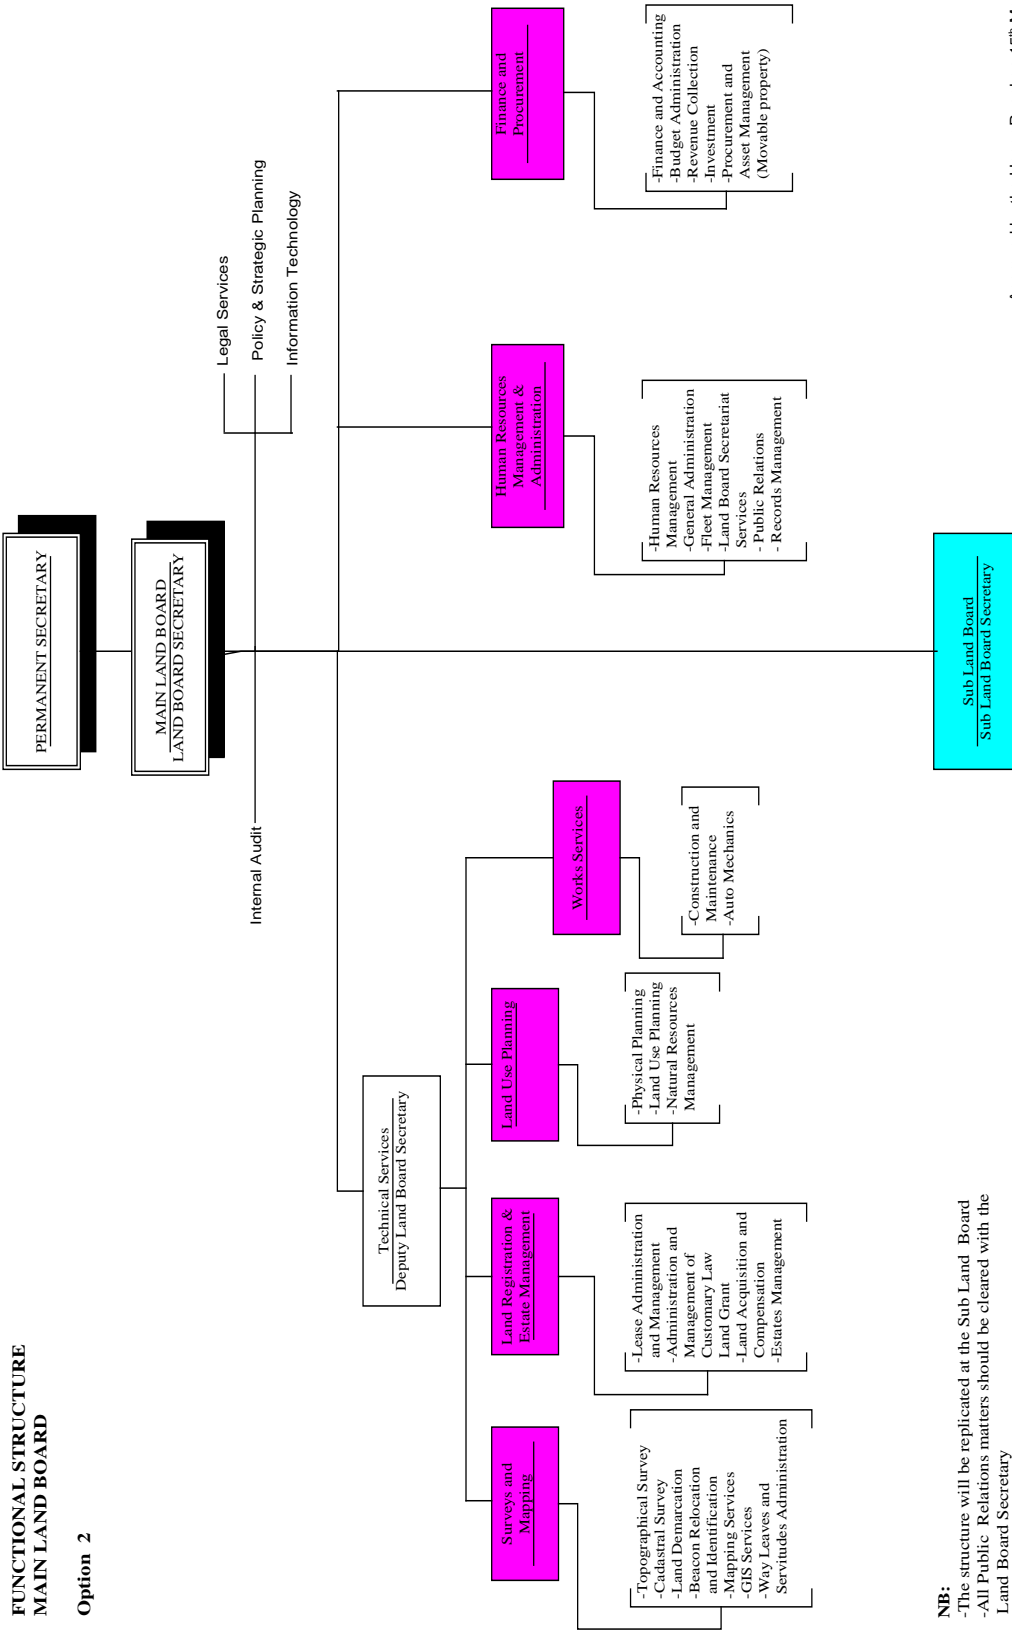 FUNCTIONAL STRUCTURE
MAIN LAND BOARD
Option 2
PERMANENT SECRETARY
MAIN LAND BOARD
LAND BOARD SECRETARY
Internal Audit
Legal Services
Policy & Strategic Planning
Information Technology
Technical Services
Deputy Land Board Secretary
Surveys and
Mapping
Land Registration &
Estate Management
Land Use Planning
Works Services
Human Resources
Management &
Administration
Finance and
Procurement
-Topographical Survey
-Cadastral Survey
-Land Demarcation
-Beacon Relocation
and Identification
-Mapping Services
-GIS Services
-Way Leaves and
Servitudes Administration
-Lease Administration
and Management
-Administration and
Management of
Customary Law
Land Grant
-Land Acquisition and
Compensation
-Estates Management
-Physical Planning
-Land Use Planning
-Natural Resources
Management
-Construction and
Maintenance
-Auto Mechanics
-Human Resources
Management
-General Administration
-Fleet Management
-Land Board Secretariat
Services
- Public Relations
- Records Management
-Finance and Accounting
-Budget Administration
-Revenue Collection
-Investment
-Procurement and
Asset Management
(Movable property)
Sub Land Board
Sub Land Board Secretary
NB:
-The structure will be replicated at the Sub Land Board
-All Public Relations matters should be cleared with the
Land Board Secretary